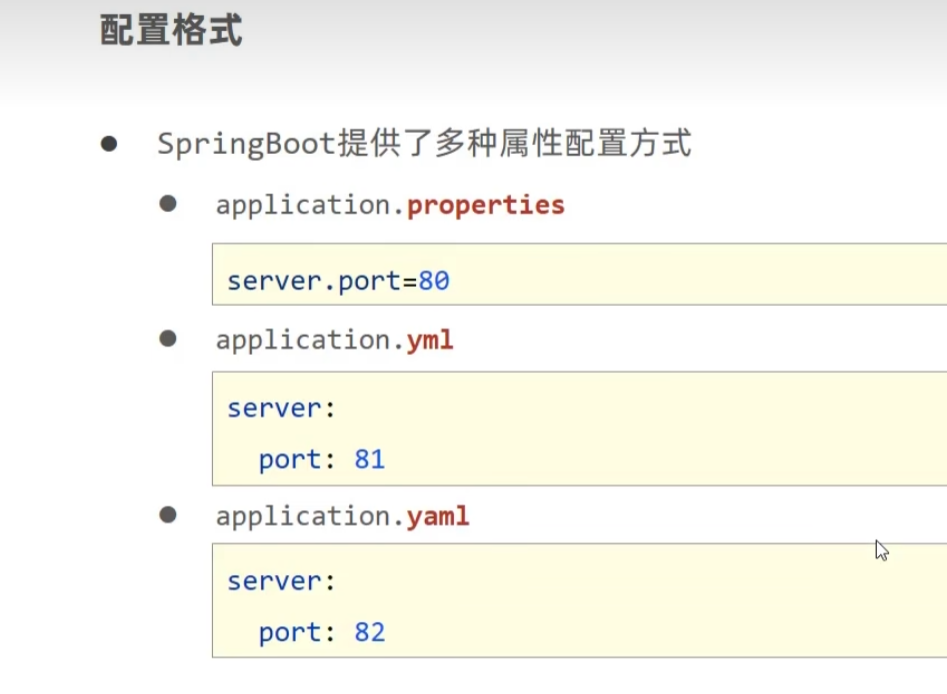 配置格式
SpringBoot提供了多种属性配置方式
application.properties
server.port=80
application.yml
server:
  port: 81
application.yaml
server:
  port: 82